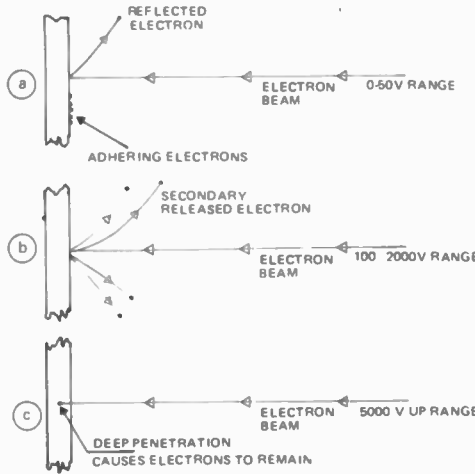 REFLECTED
ELECTRON
a
ELECTRON
BEAM
0-50V RANGE
ADHERING ELECTRONS
SECONDARY
RELEASED ELECTRON
b
ELECTRON
BEAM
100 2000V RANGE
c
ELECTRON
BEAM
5000 V UP RANGE
DEEP PENETRATION
CAUSES ELECTRONS TO REMAIN